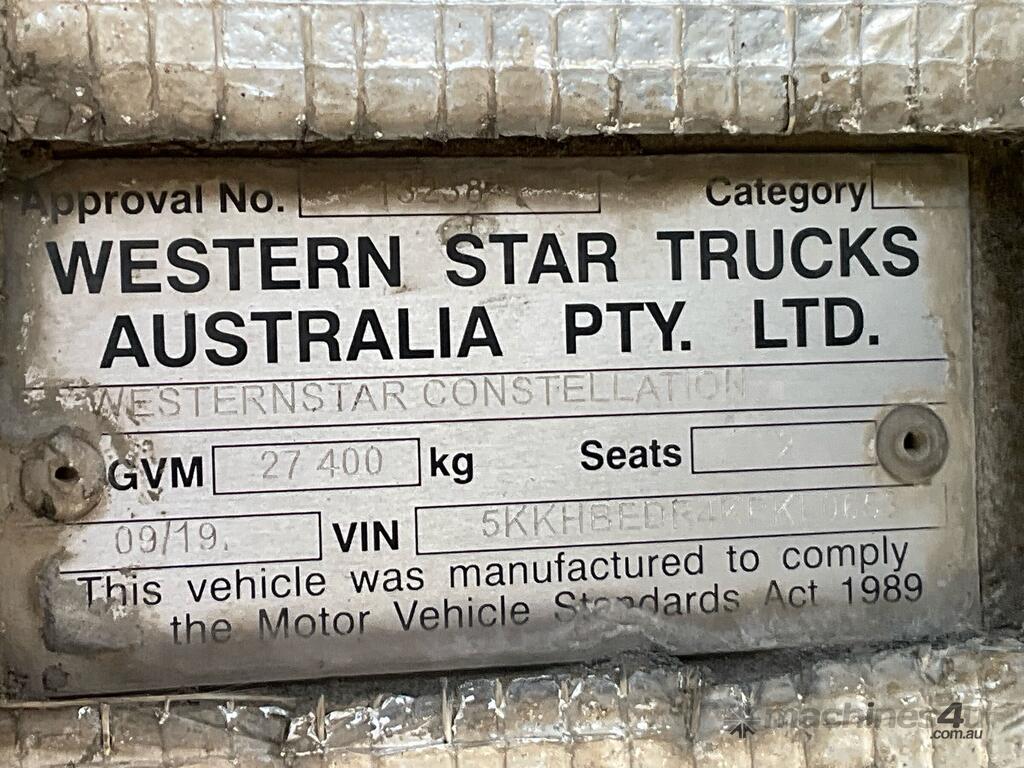 Approval No. Category
WESTERN STAR TRUCKS
AUSTRALIA PTY. LTD.
WESTERNSTAR CONSTELLATION
GVM 27 400 kg Seats 2
09/19. VIN
This vehicle was manufactured to comply
the Motor Vehicle Standards Act 1989
machines4u
.com.au